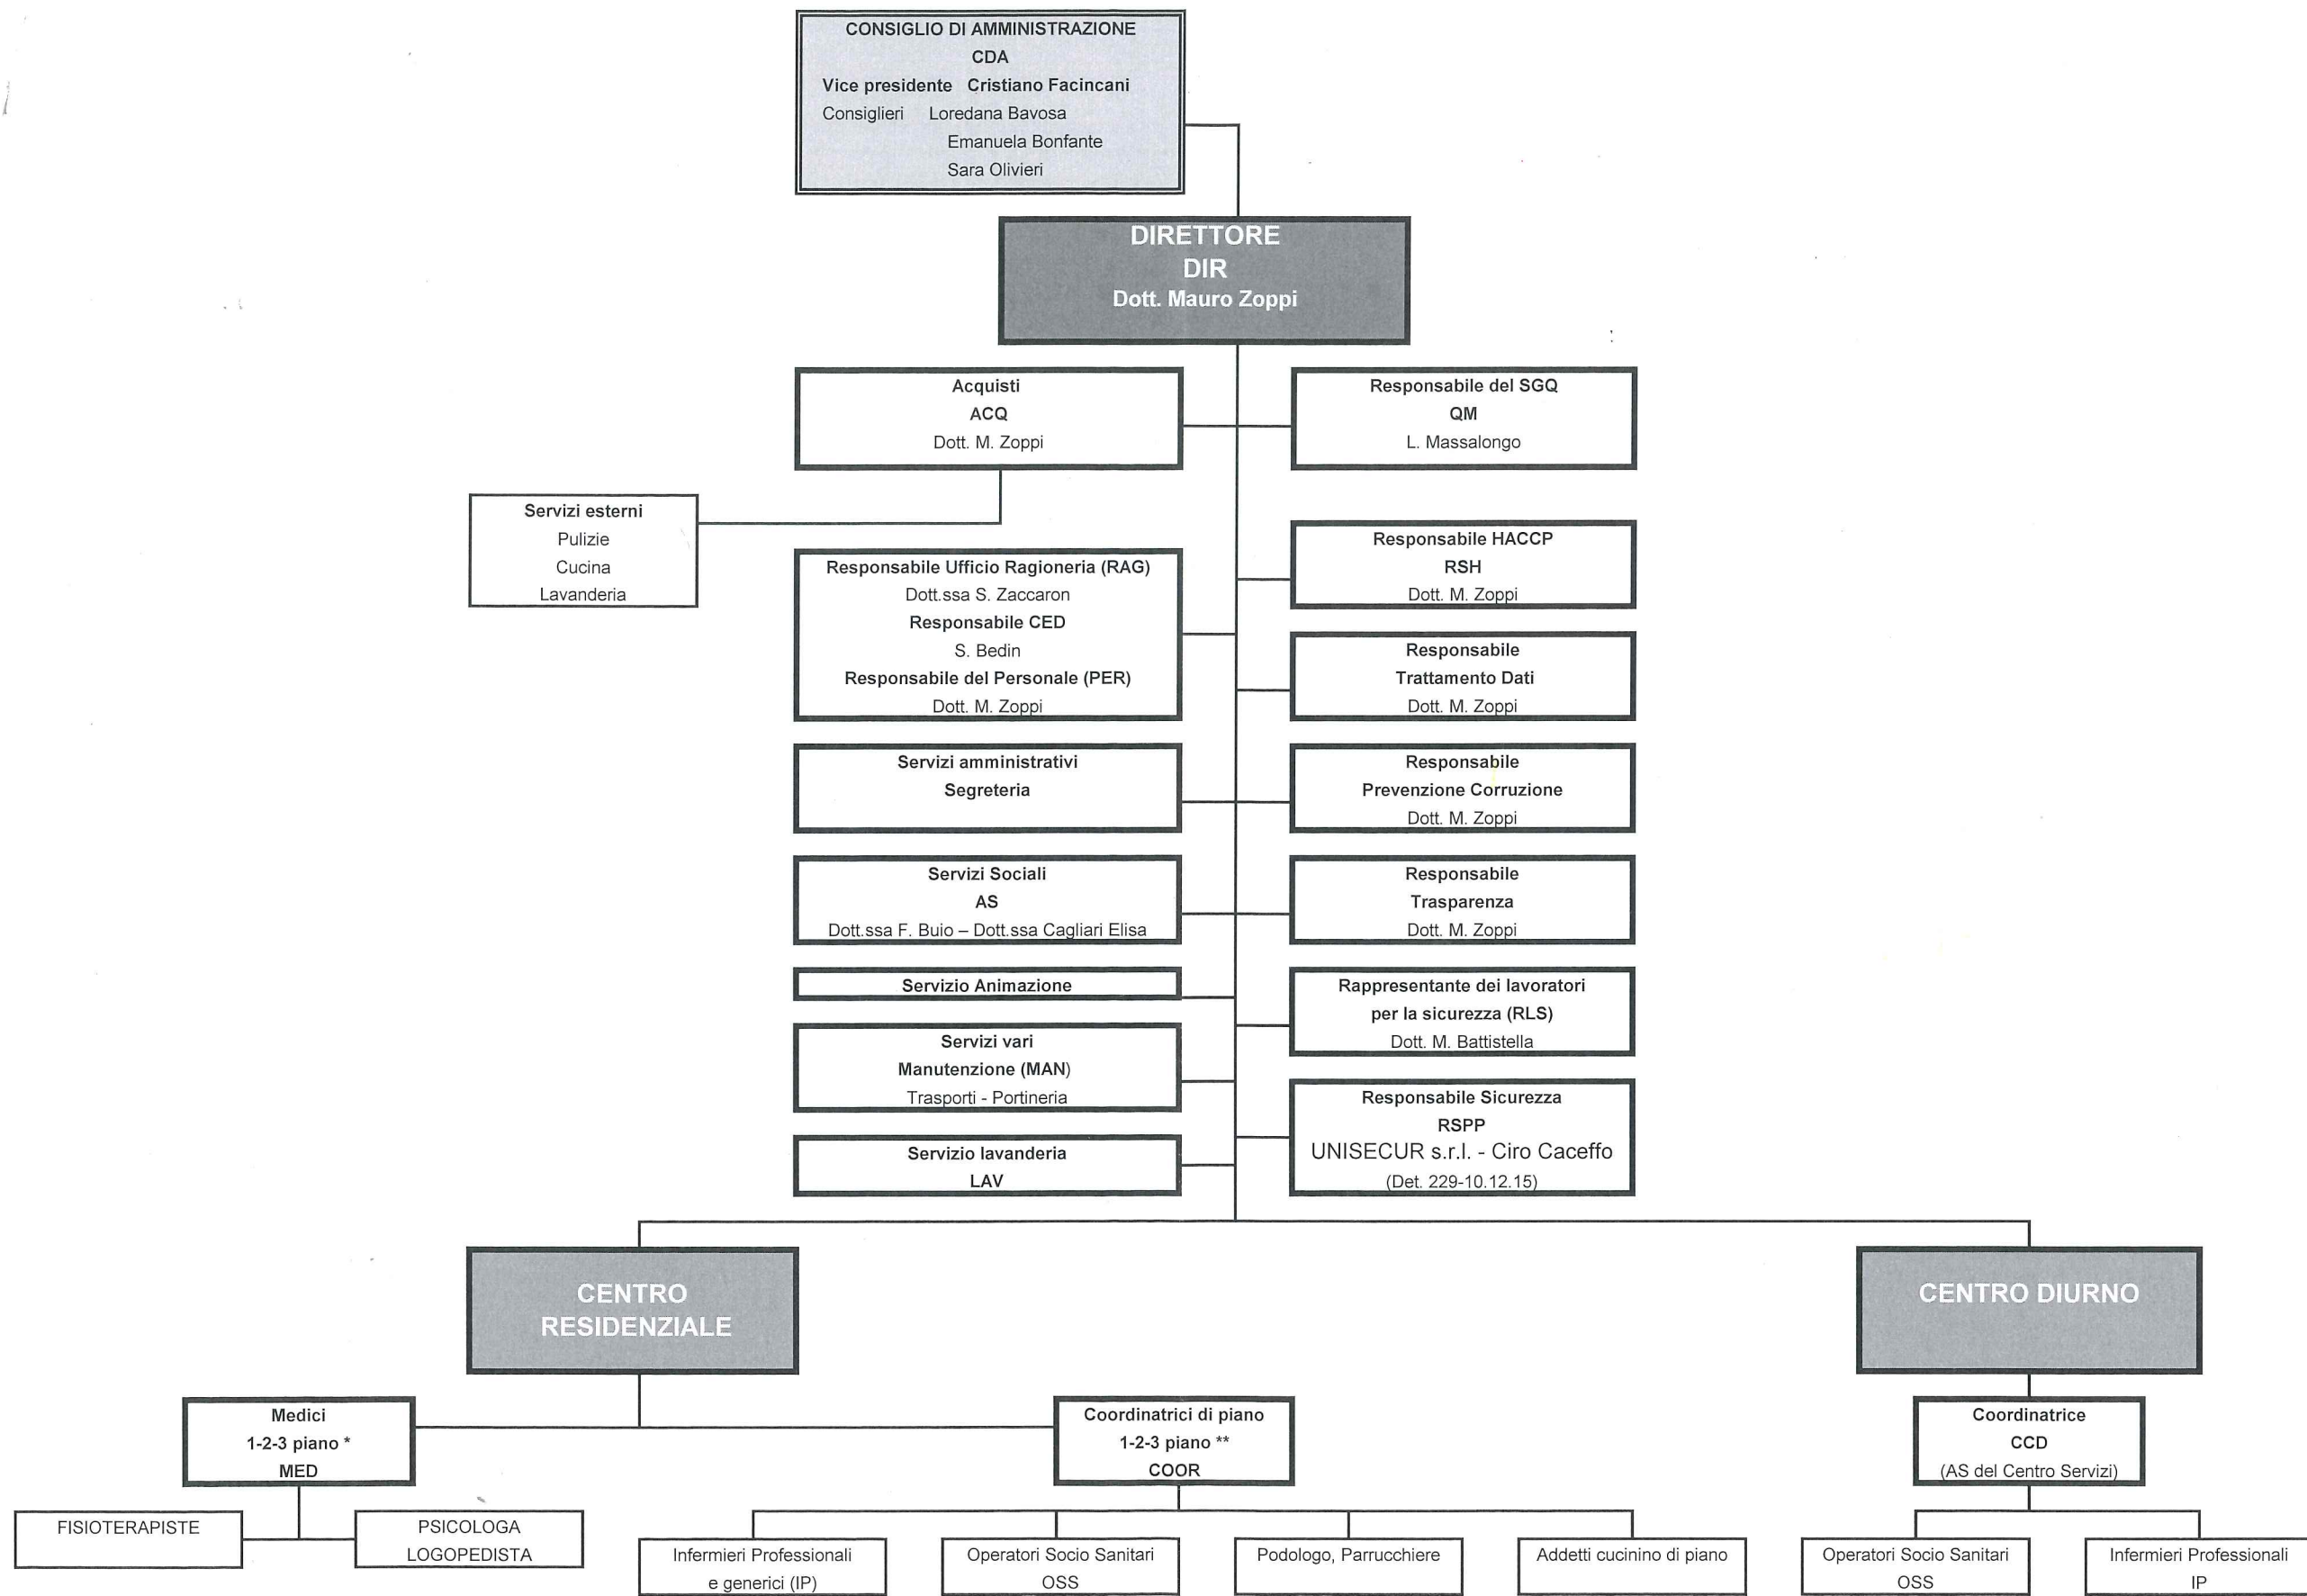 CONSIGLIO DI AMMINISTRAZIONE
CDA
Vice presidente Cristiano Facincani
Consiglieri Loredana Bavosa
Emanuela Bonfante
Sara Olivieri
DIRETTORE
DIR
Dott. Mauro Zoppi
Acquisti
ACQ
Dott. M. Zoppi
Responsabile del SGQ
QM
L. Massalongo
Servizi esterni
Pulizie
Cucina
Lavanderia
Responsabile HACCP
RSH
Dott. M. Zoppi
Responsabile Ufficio Ragioneria (RAG)
Dott.ssa S. Zaccaron
Responsabile CED
S. Bedin
Responsabile del Personale (PER)
Dott. M. Zoppi
Responsabile
Trattamento Dati
Dott. M. Zoppi
Servizi amministrativi
Segreteria
Responsabile
Prevenzione Corruzione
Dott. M. Zoppi
Servizi Sociali
AS
Dott.ssa F. Buio – Dott.ssa Cagliari Elisa
Responsabile
Trasparenza
Dott. M. Zoppi
Servizio Animazione
Rappresentante dei lavoratori
per la sicurezza (RLS)
Dott. M. Battistella
Servizi vari
Manutenzione (MAN)
Trasporti - Portineria
Responsabile Sicurezza
RSPP
UNISECUR s.r.l. - Ciro Caceffo
(Det. 229-10.12.15)
Servizio lavanderia
LAV
CENTRO
RESIDENZIALE
CENTRO DIURNO
Medici
1-2-3 piano *
MED
Coordinatrici di piano
1-2-3 piano **
COOR
Coordinatrice
CCD
(AS del Centro Servizi)
FISIOTERAPISTE
PSICOLOGA
LOGOPEDISTA
Infermieri Professionali
e generici (IP)
Operatori Socio Sanitari
OSS
Podologo, Parrucchiere
Addetti cucinino di piano
Operatori Socio Sanitari
OSS
Infermieri Professionali
IP